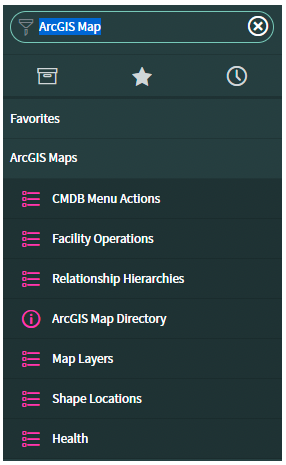 ArcGIS Map
Favorites
ArcGIS Maps
CMDB Menu Actions
Facility Operations
Relationship Hierarchies
ArcGIS Map Directory
Map Layers
Shape Locations
Health